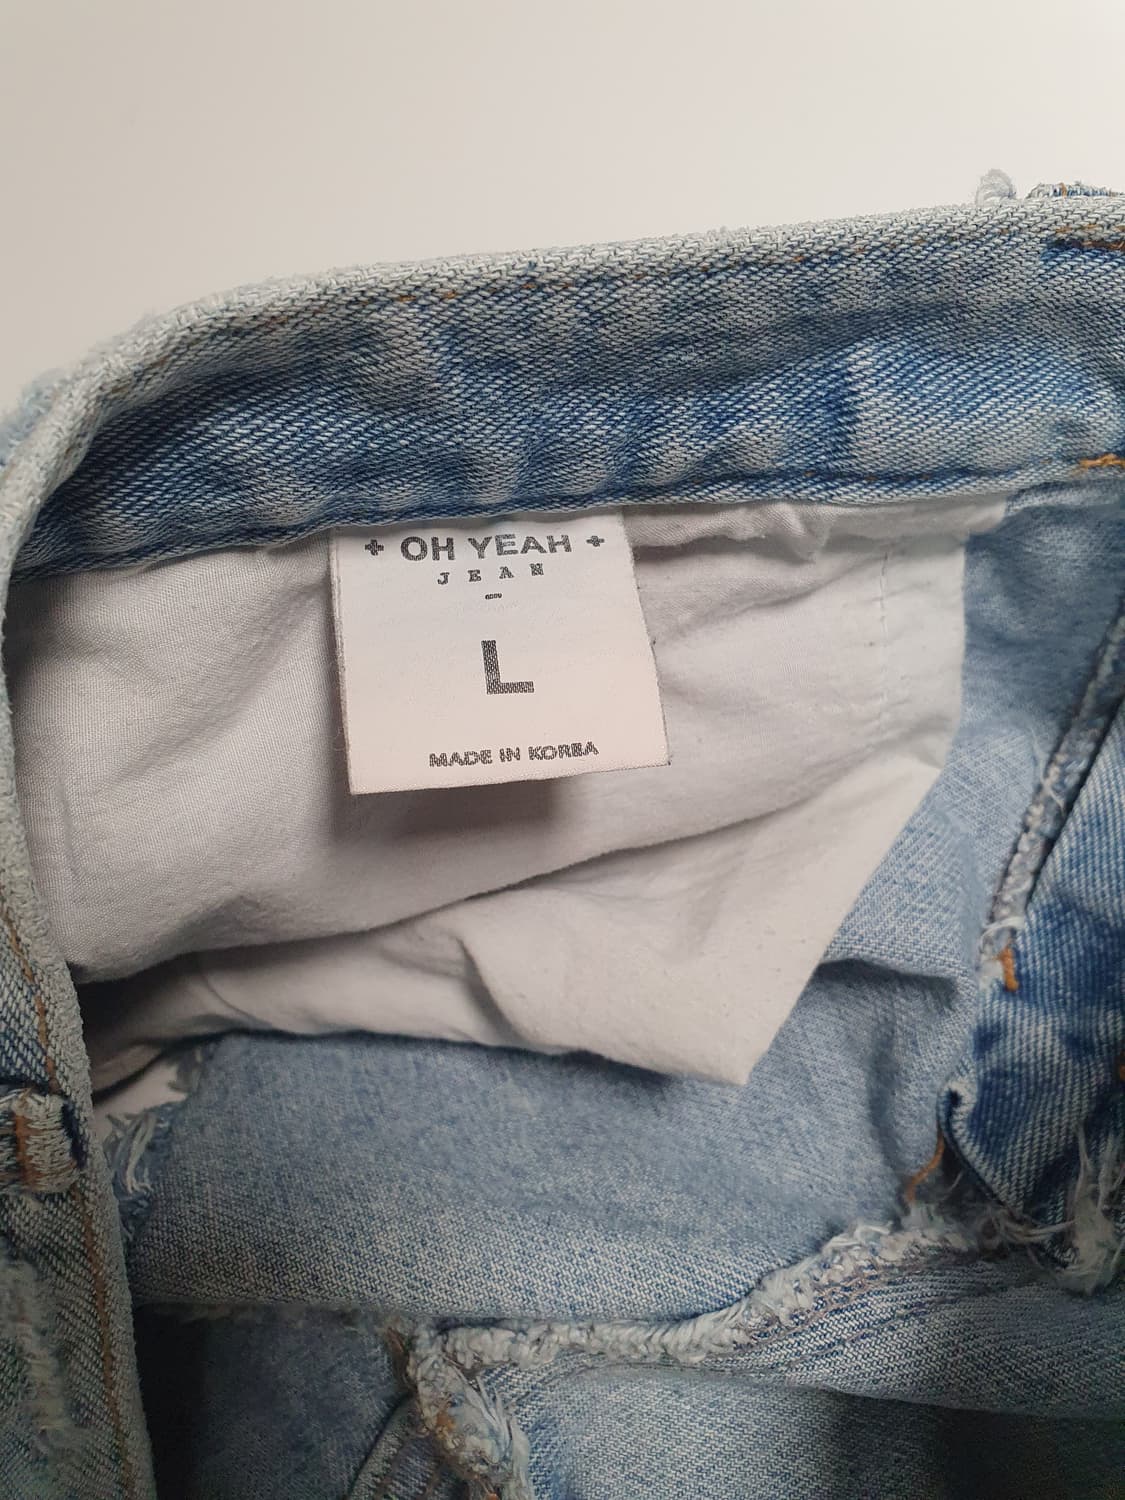 + OH YEAH +
JEAN
L
MADE IN KOREA